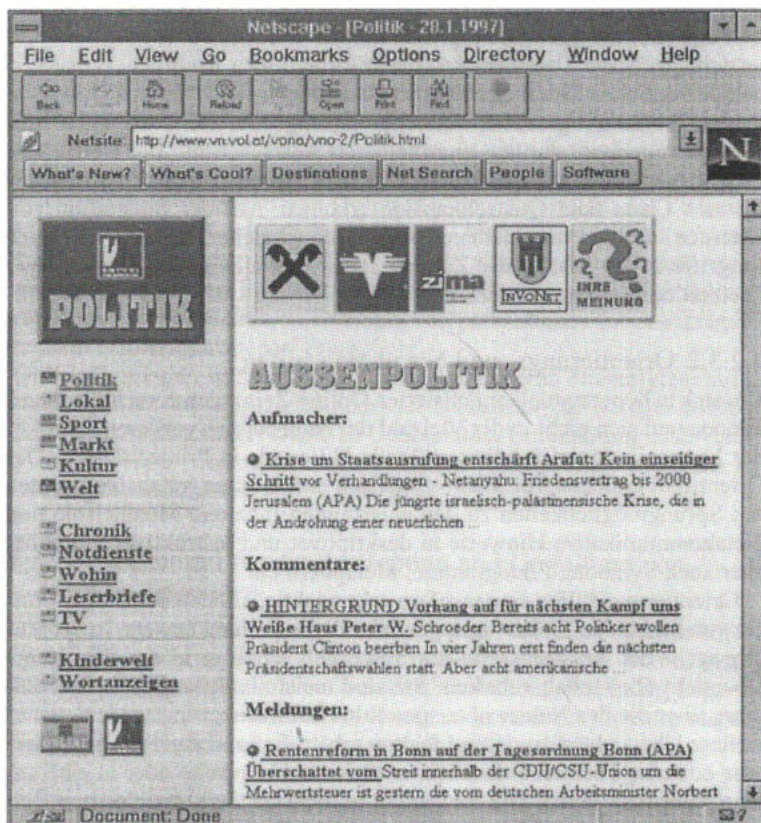 Netscape - [Politik - 28.1.1997]
File Edit View Go Bookmarks Options Directory Window Help
Back Home Reload Open Print Find
Netsite: http://www.vn.vol.at/vona/vno-2/Politik.html
What's New? What's Cool? Destinations Net Search People Software
N
POLITIK
Politik
Lokal
Sport
Markt
Kultur
Welt
Chronik
Notdienste
Wohin
Leserbriefe
TV
Kinderwelt
Wortanzeigen
V
zima
INVONET
IHRE
MEINUNG
AUSSENPOLITIK
Aufmacher:
Krise um Staatsausrufung entschärft Arafat: Kein einseitiger
Schritt vor Verhandlungen - Netanyahu: Friedensvertrag bis 2000
Jerusalem (APA) Die jüngste israelisch-palästinensische Krise, die in
der Androhung einer neuerlichen ...
Kommentare:
HINTERGRUND Vorhang auf für nächsten Kampf ums
Weiße Haus Peter W. Schroeder Bereits acht Politiker wollen
Präsident Clinton beerben In vier Jahren erst finden die nächsten
Präsidentschaftswahlen statt. Aber acht amerikanische ...
Meldungen:
Rentenreform in Bonn auf der Tagesordnung Bonn (APA)
Überschattet vom Streit innerhalb der CDU/CSU-Union um die
Mehrwertsteuer ist gestern die vom deutschen Arbeitsminister Norbert
Document: Done